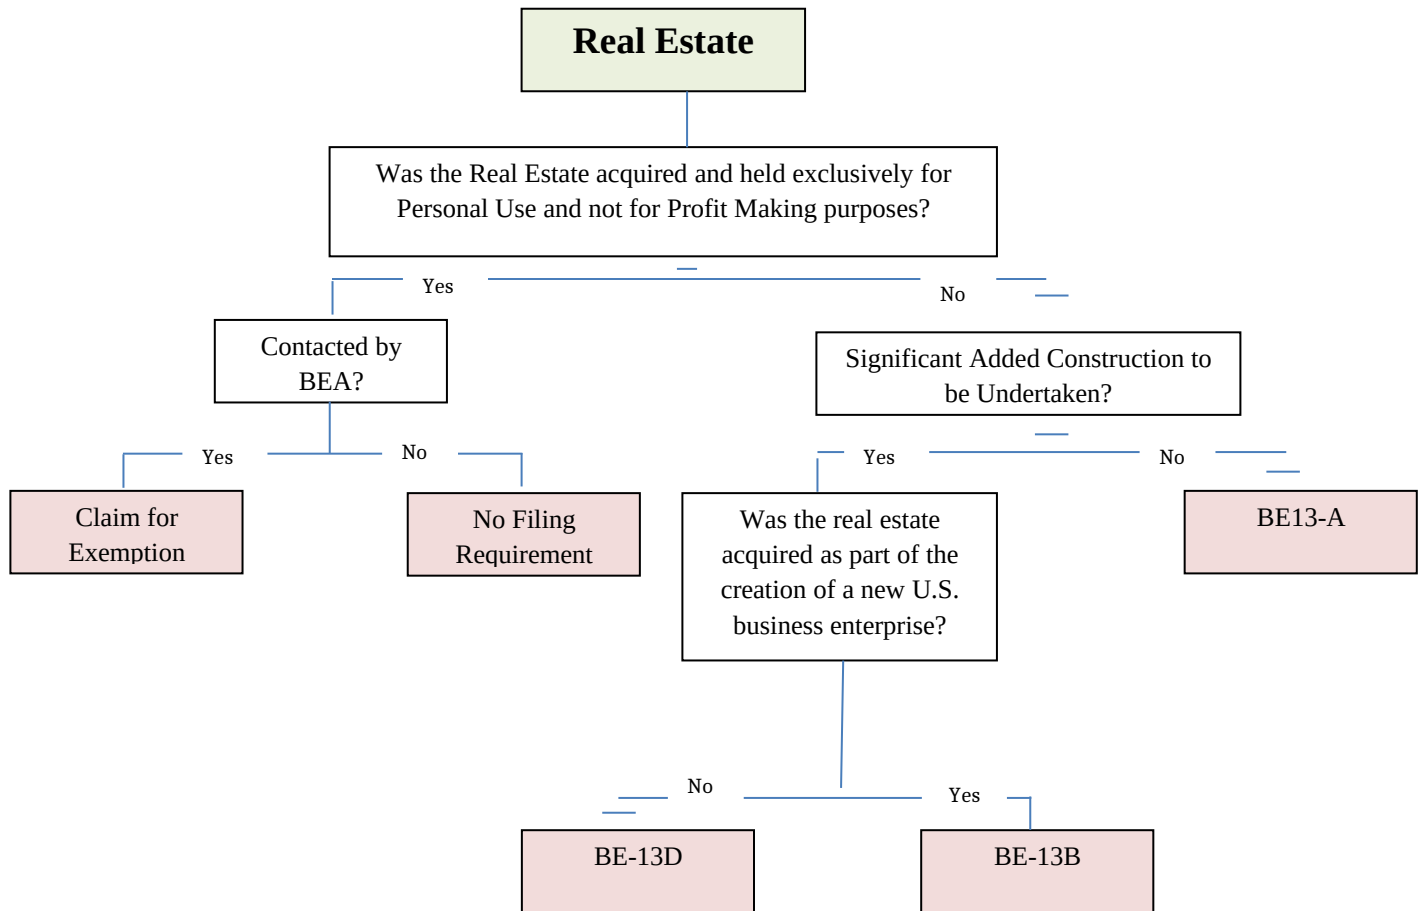 Real Estate
Was the Real Estate acquired and held exclusively for
Personal Use and not for Profit Making purposes?
Yes
No
Contacted by
BEA?
Significant Added Construction to
be Undertaken?
Yes
No
Yes
No
Claim for
Exemption
No Filing
Requirement
Was the real estate
acquired as part of the
creation of a new U.S.
business enterprise?
BE13-A
No
Yes
BE-13D
BE-13B